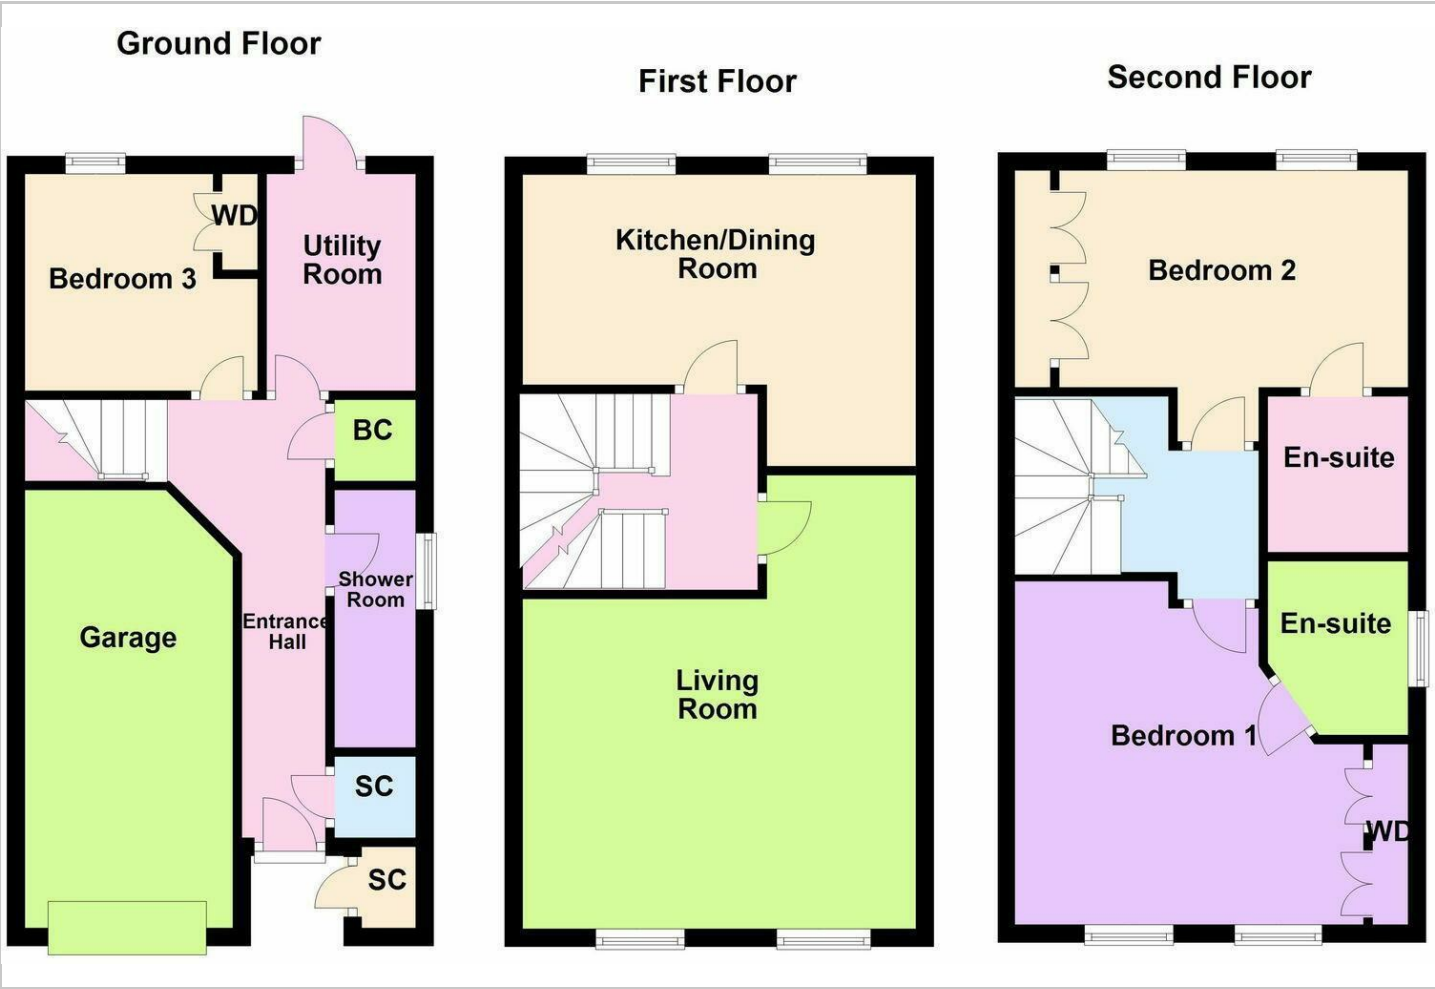 Ground Floor
WD
Utility
Room
Bedroom 3
BC
Shower
Room
Entrance
Hall
Garage
SC
SC
First Floor
Kitchen/Dining
Room
Living
Room
Second Floor
Bedroom 2
En-suite
En-suite
Bedroom 1
WD